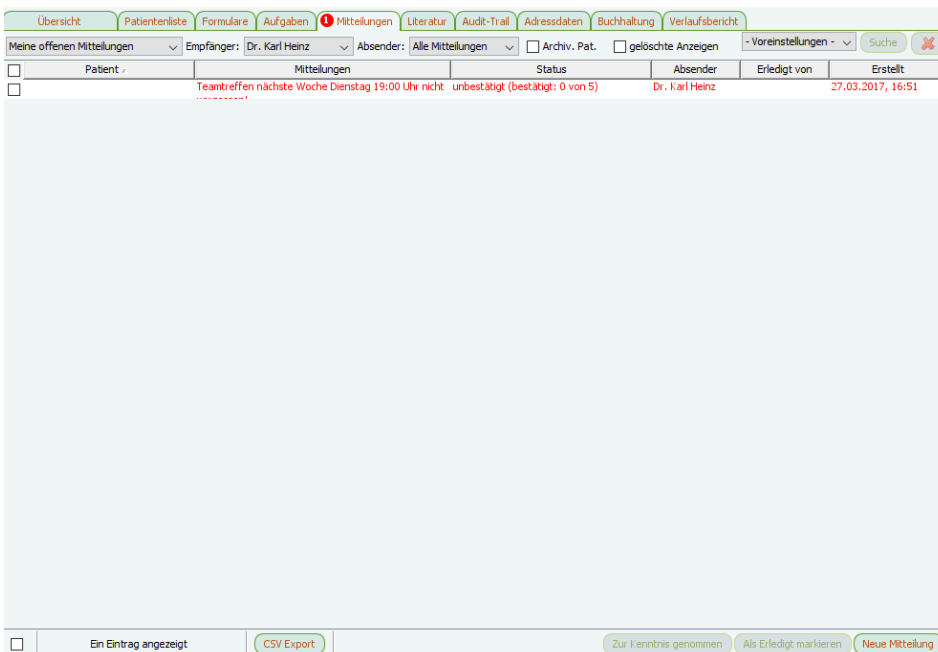 Übersicht Patientenliste Formulare Aufgaben 1 Mitteilungen Literatur Audit-Trail Adressdaten Buchhaltung Verlaufsbericht
Meine offenen Mitteilungen Empfänger: Dr. Karl Heinz Absender: Alle Mitteilungen Archiv. Pat. gelöschte Anzeigen - Voreinstellungen - Suche
Patient Mitteilungen Status Absender Erledigt von Erstellt
Teamtreffen nächste Woche Dienstag 19:00 Uhr nicht unbestätigt (bestätigt: 0 von 5) Dr. Karl Heinz 27.03.2017, 16:51
Ein Eintrag angezeigt CSV Export Zur Kenntnis genommen Als Erledigt markieren Neue Mitteilung